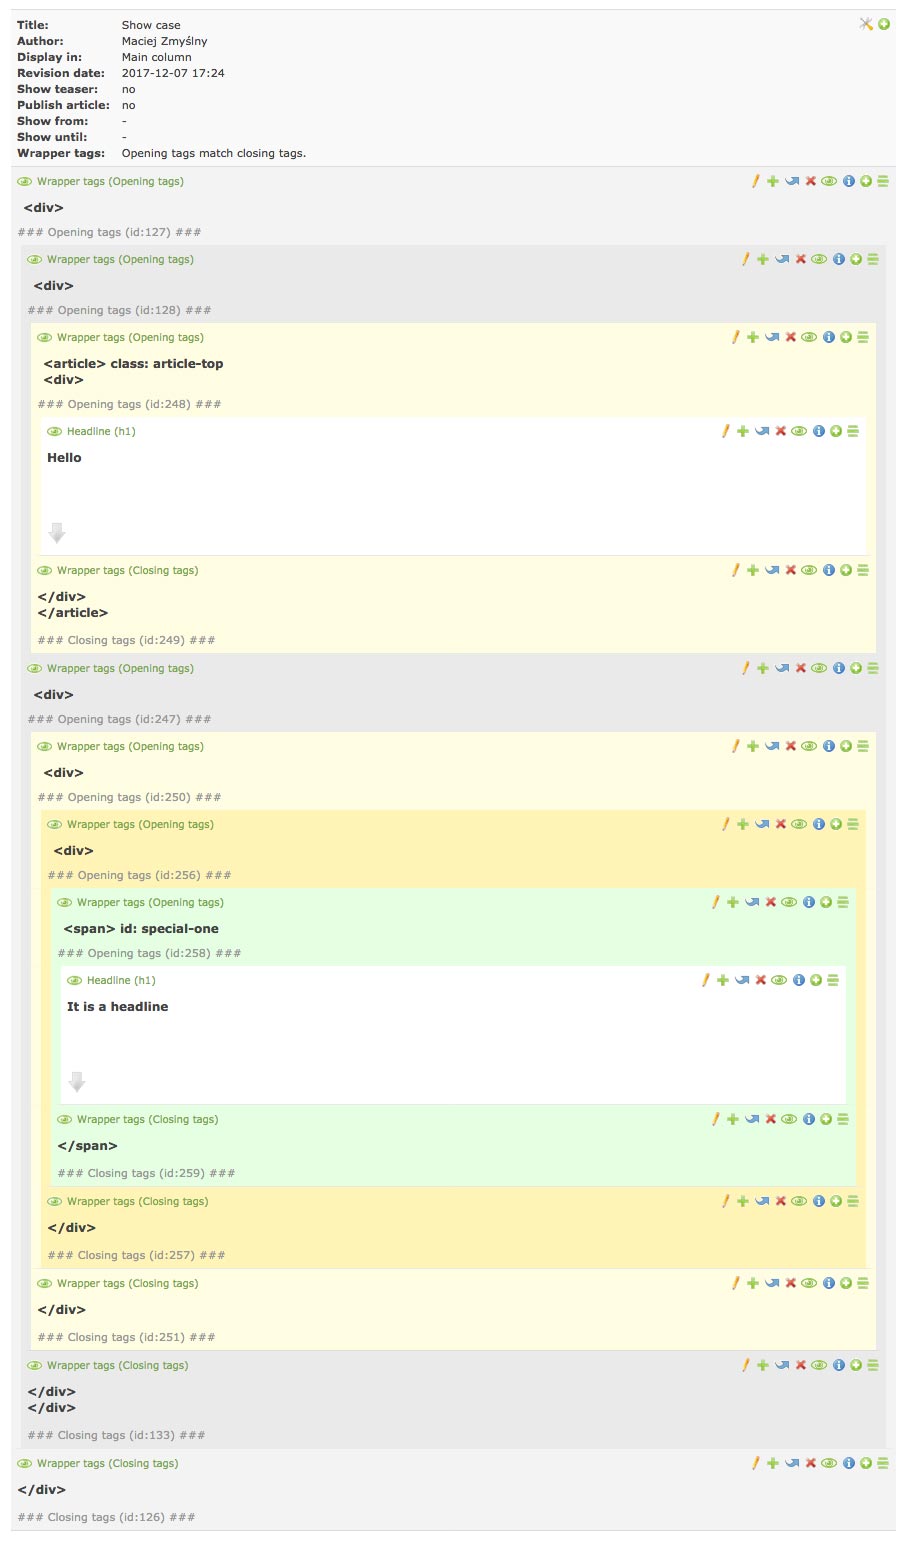 Title: Show case
Author: Maciej Zmyślny
Display in: Main column
Revision date: 2017-12-07 17:24
Show teaser: no
Publish article: no
Show from: -
Show until: -
Wrapper tags: Opening tags match closing tags.
Wrapper tags (Opening tags)
<div>
### Opening tags (id:127) ###
Wrapper tags (Opening tags)
<div>
### Opening tags (id:128) ###
Wrapper tags (Opening tags)
<article> class: article-top
<div>
### Opening tags (id:248) ###
Headline (h1)
Hello
Wrapper tags (Closing tags)
</div>
</article>
### Closing tags (id:249) ###
Wrapper tags (Opening tags)
<div>
### Opening tags (id:247) ###
Wrapper tags (Opening tags)
<div>
### Opening tags (id:250) ###
Wrapper tags (Opening tags)
<div>
### Opening tags (id:256) ###
Wrapper tags (Opening tags)
<span> id: special-one
### Opening tags (id:258) ###
Headline (h1)
It is a headline
Wrapper tags (Closing tags)
</span>
### Closing tags (id:259) ###
Wrapper tags (Closing tags)
</div>
### Closing tags (id:257) ###
Wrapper tags (Closing tags)
</div>
### Closing tags (id:251) ###
Wrapper tags (Closing tags)
</div>
</div>
### Closing tags (id:133) ###
Wrapper tags (Closing tags)
</div>
### Closing tags (id:126) ###